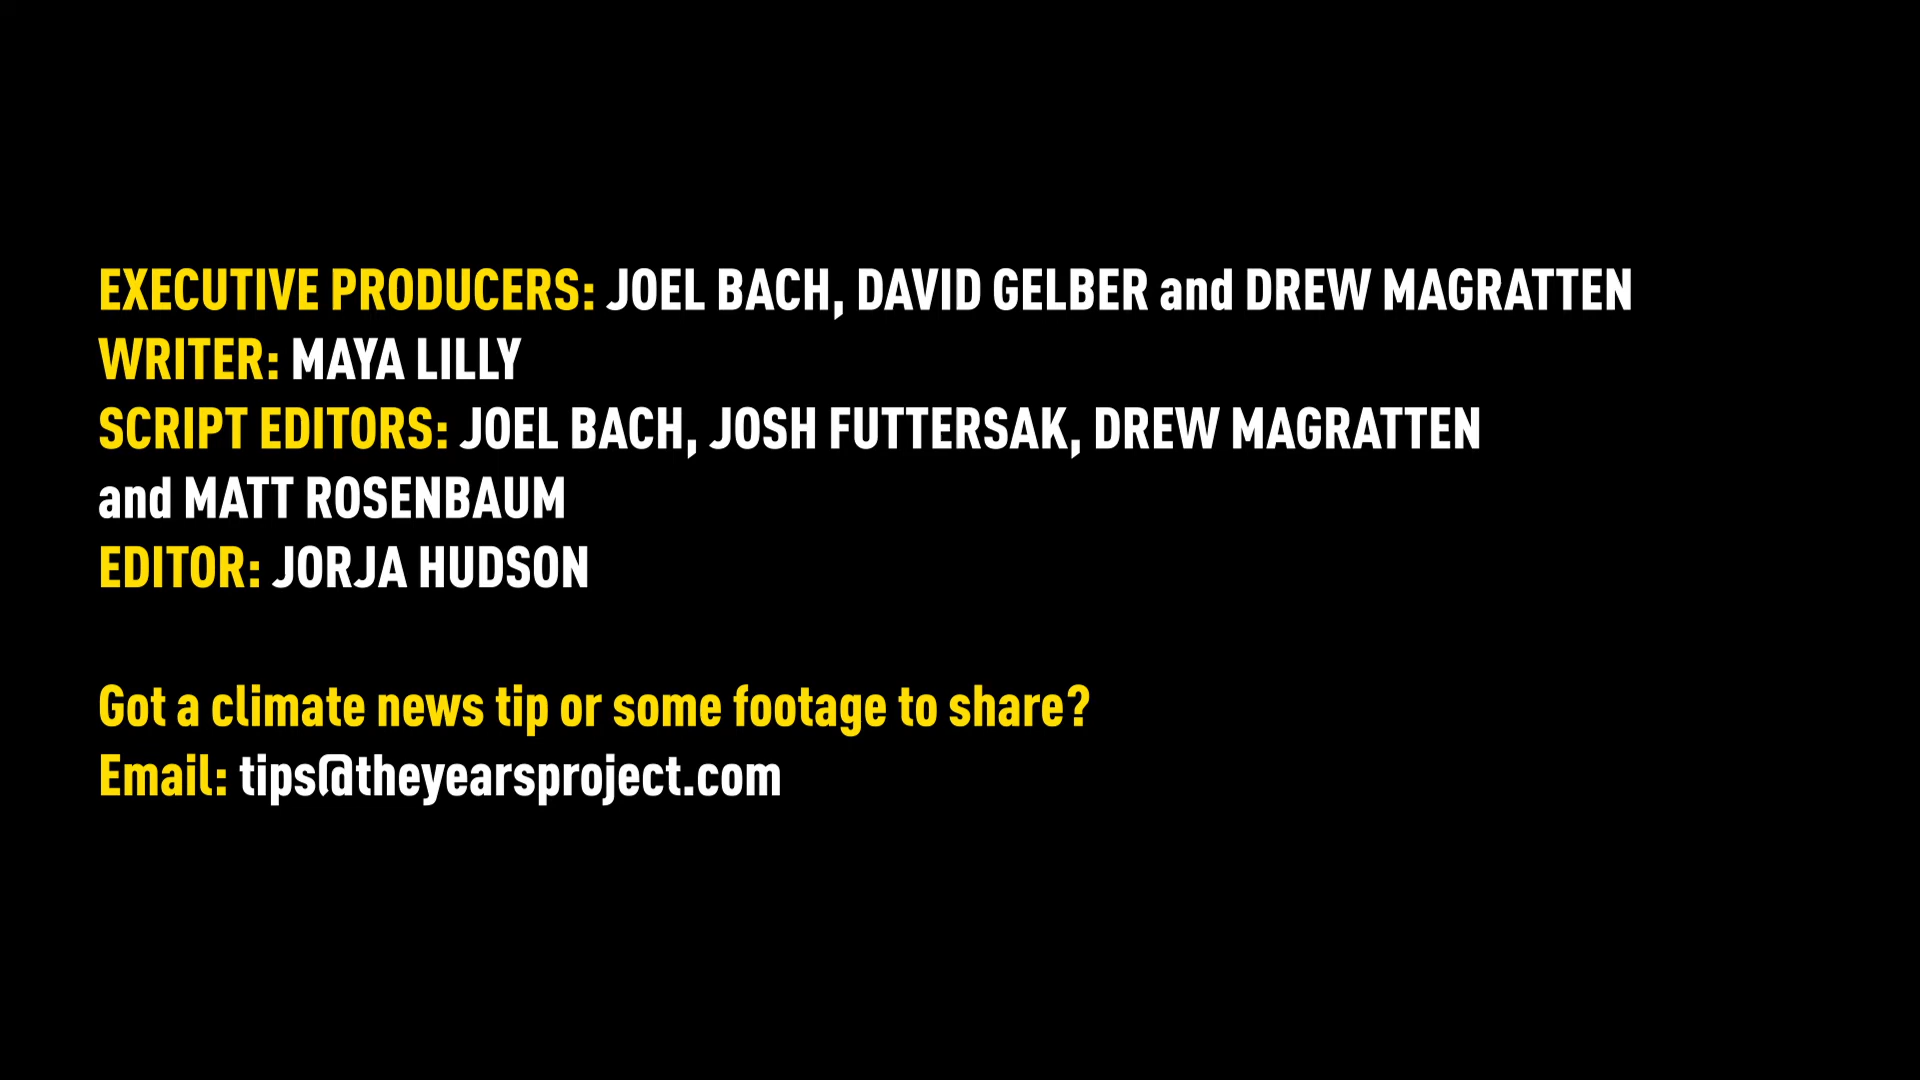 EXECUTIVE PRODUCERS: JOEL BACH, DAVID GELBER and DREW MAGRATTEN
WRITER: MAYA LILLY
SCRIPT EDITORS: JOEL BACH, JOSH FUTTERSAK, DREW MAGRATTEN
and MATT ROSENBAUM
EDITOR: JORJA HUDSON
Got a climate news tip or some footage to share?
Email: tips@theyearsproject.com